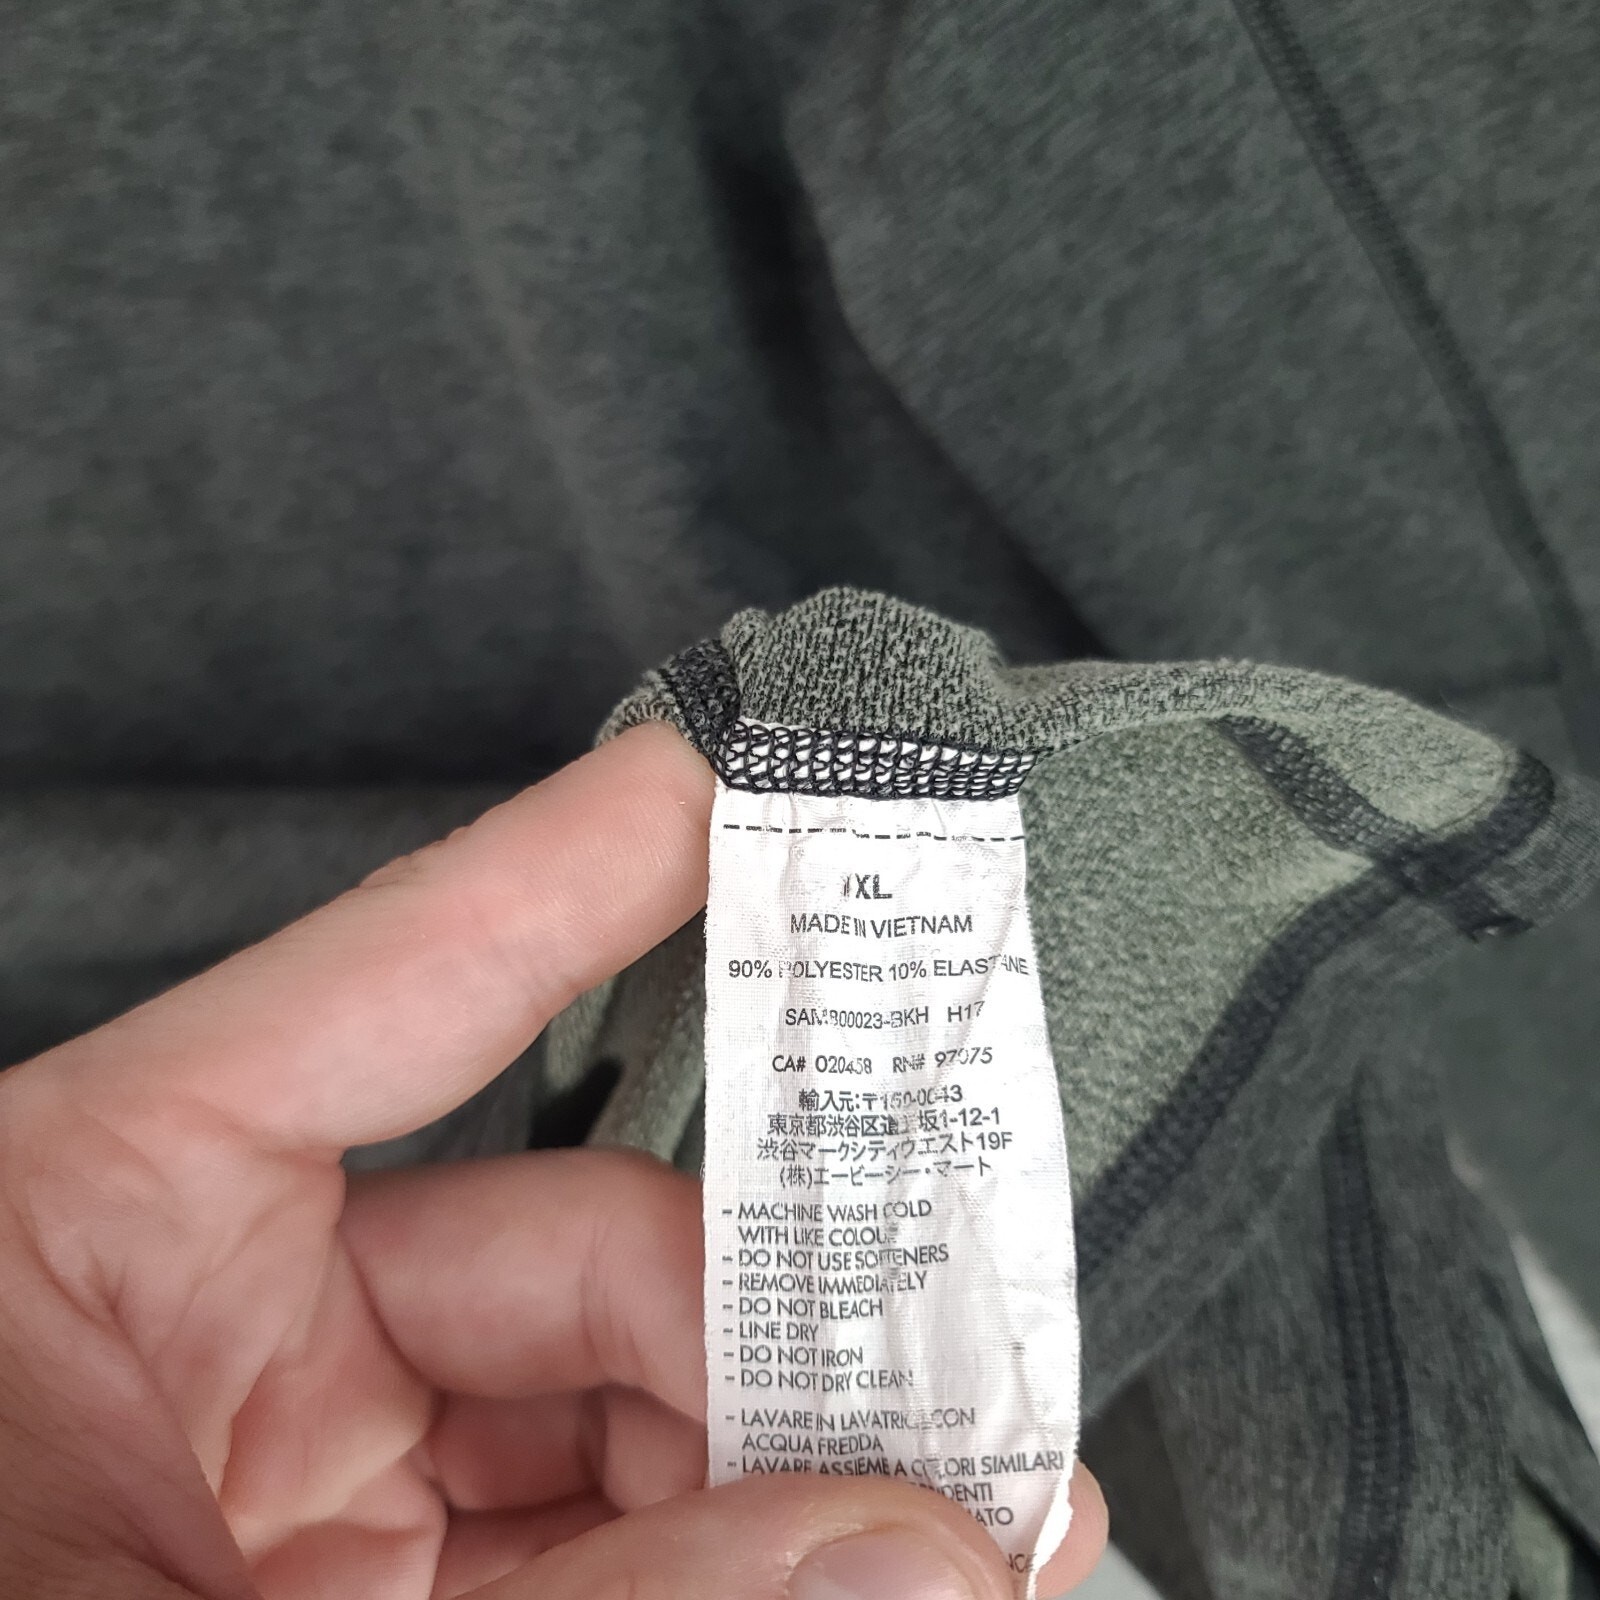 XL
MADE IN VIETNAM
90% POLYESTER 10% ELASTANE
H17
CA# 020458 RN# 97075
輸入元:〒150-0043
東京都渋谷区道玄坂1-12-1
渋谷マークシティウエスト19F
(株)エービーシー・マート
- MACHINE WASH COLD
WITH LIKE COLOUR
- DO NOT USE SOFTENERS
- REMOVE IMMEDIATELY
- DO NOT BLEACH
- LINE DRY
- DO NOT IRON
- DO NOT DRY CLEAN
- LAVARE IN LAVATRICE CON
ACQUA FREDDA
- LAVARE ASSIEME A COLORI SIMILARI